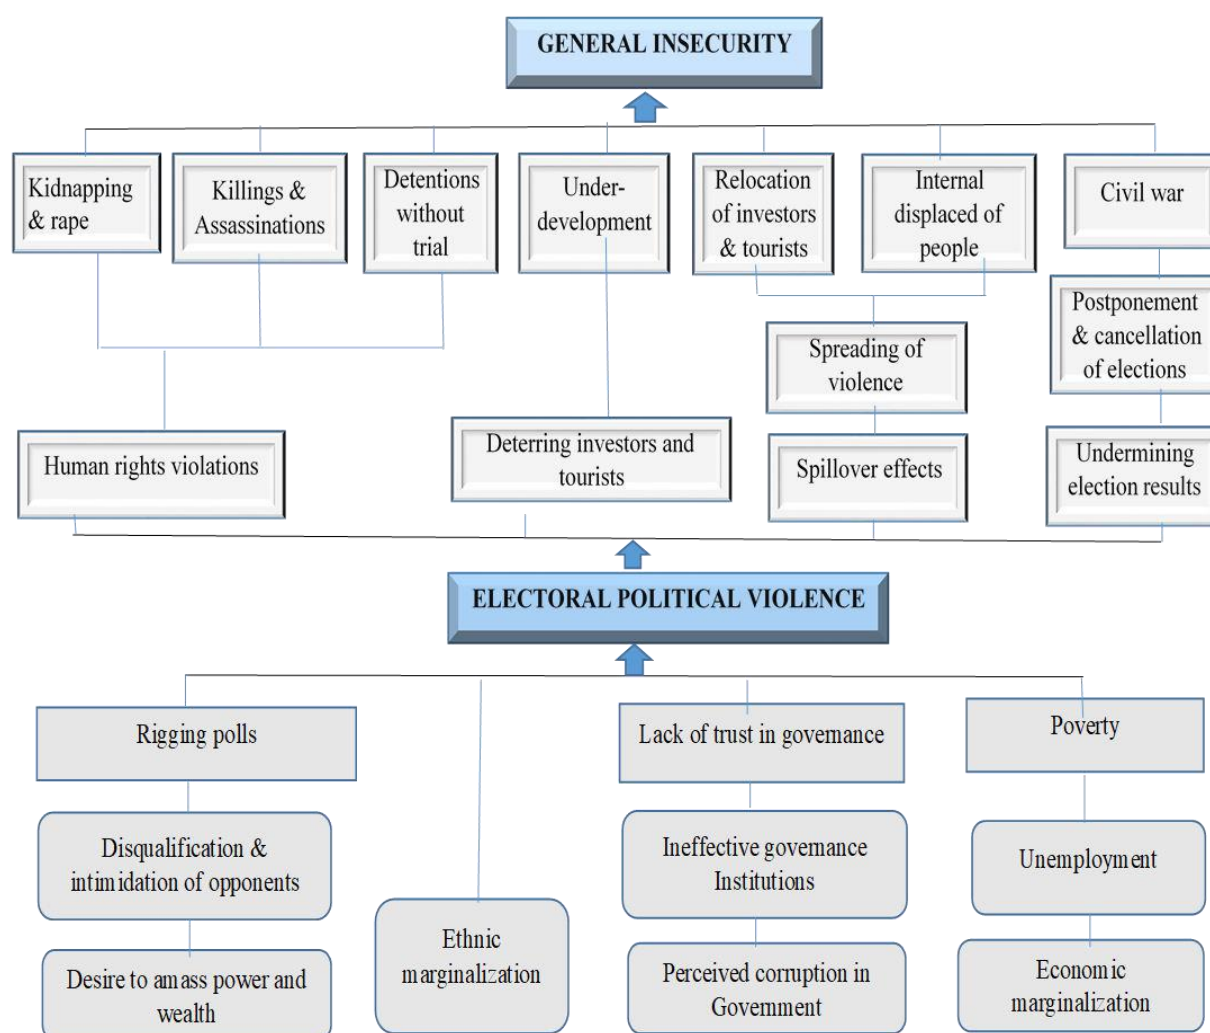 GENERAL INSECURITY
Kidnapping
& rape
Killings &
Assassinations
Detentions
without
trial
Under-
development
Relocation
of investors
& tourists
Internal
displaced of
people
Civil war
Postponement
& cancellation
of elections
Spreading of
violence
Human rights violations
Deterring investors and
tourists
Spillover effects
Undermining
election results
ELECTORAL POLITICAL VIOLENCE
Rigging polls
Lack of trust in governance
Poverty
Disqualification &
intimidation of opponents
Ineffective governance
Institutions
Unemployment
Ethnic
marginalization
Desire to amass power and
wealth
Perceived corruption in
Government
Economic
marginalization